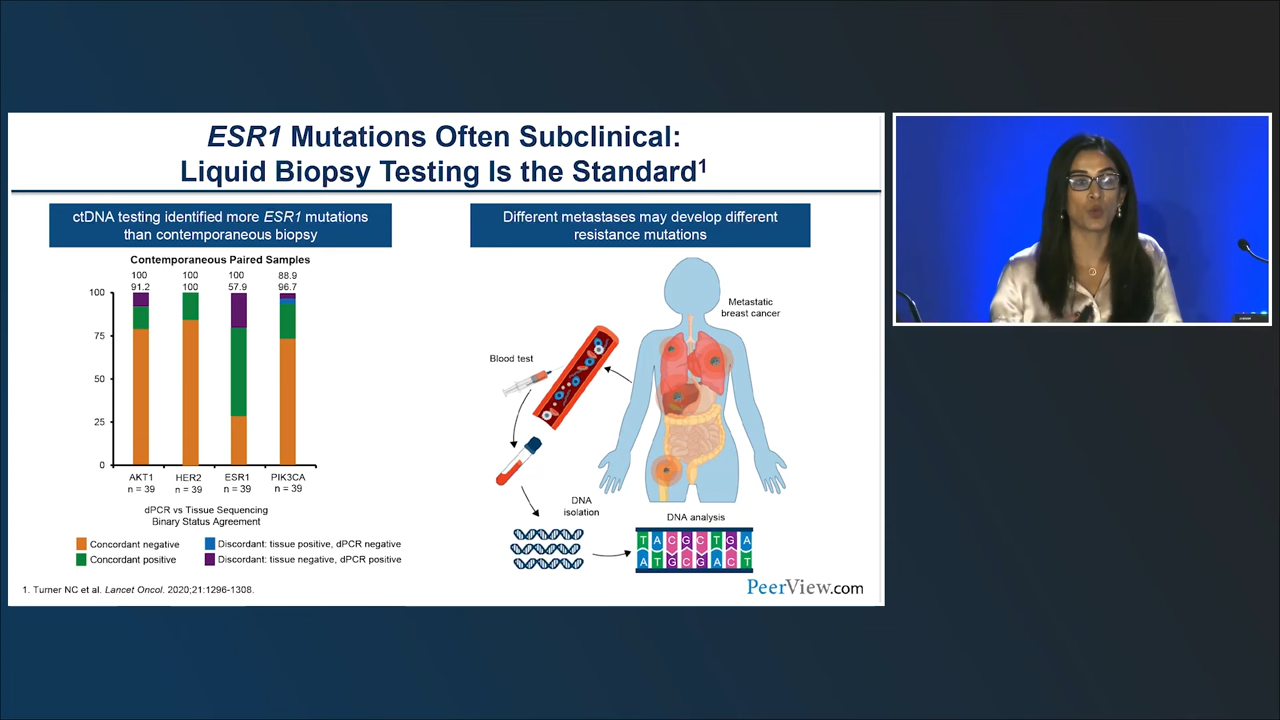 ESR1 Mutations Often Subclinical:
Liquid Biopsy Testing Is the Standard1
ctDNA testing identified more ESR1 mutations
than contemporaneous biopsy
Contemporaneous Paired Samples
100 100 100 88.9
91.2 100 57.9 96.7
100
75
50
25
0
AKT1 HER2 ESR1 PIK3CA
n = 39 n = 39 n = 39 n = 39
dPCR vs Tissue Sequencing
Binary Status Agreement
Concordant negative
Concordant positive
Discordant: tissue positive, dPCR negative
Discordant: tissue negative, dPCR positive
Different metastases may develop different
resistance mutations
Metastatic
breast cancer
Blood test
DNA
isolation
DNA analysis
T A C G C T G A
A T G C G A C T
1. Turner NC et al. Lancet Oncol. 2020;21:1296-1308.
PeerView.com